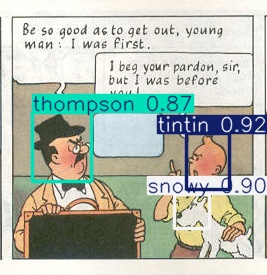 Be so good as to get out, young
man: I was first.
I beg your pardon, sir,
but I was before
you!
thompson 0.87
tintin 0.92
snowy 0.90